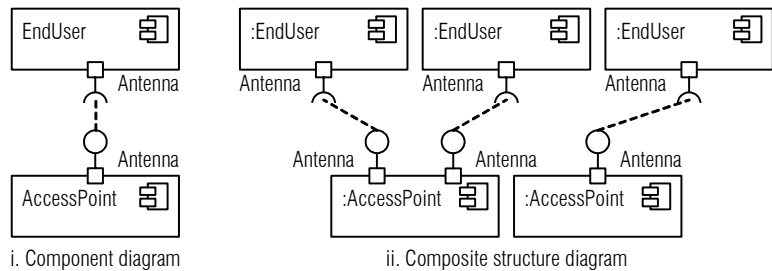 EndUser
:EndUser
:EndUser
:EndUser
Antenna
Antenna
Antenna
Antenna
Antenna
Antenna
Antenna
Antenna
AccessPoint
:AccessPoint
:AccessPoint
i. Component diagram
ii. Composite structure diagram